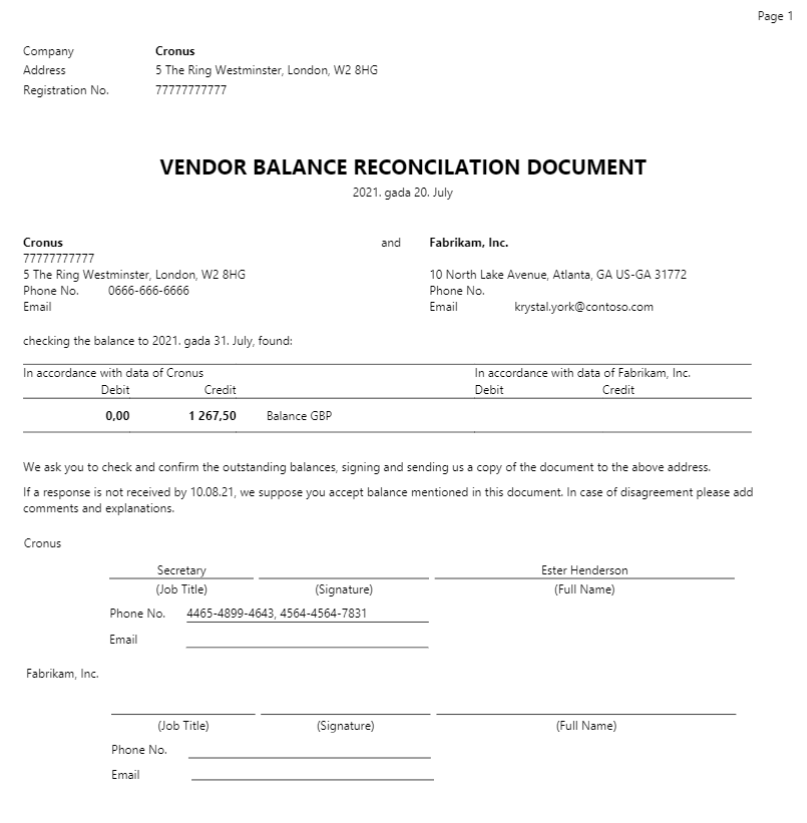 Page 1
Company Cronus
Address 5 The Ring Westminster, London, W2 8HG
Registration No. 77777777777
VENDOR BALANCE RECONCILATION DOCUMENT
2021. gada 20. July
Cronus and Fabrikam, Inc.
77777777777
5 The Ring Westminster, London, W2 8HG 10 North Lake Avenue, Atlanta, GA US-GA 31772
Phone No. 0666-666-6666 Phone No.
Email Email krystal.york@contoso.com
checking the balance to 2021. gada 31. July, found:
In accordance with data of Cronus In accordance with data of Fabrikam, Inc.
Debit Credit Debit Credit
0,00 1 267,50 Balance GBP
We ask you to check and confirm the outstanding balances, signing and sending us a copy of the document to the above address.
If a response is not received by 10.08.21, we suppose you accept balance mentioned in this document. In case of disagreement please add
comments and explanations.
Cronus
Secretary Ester Henderson
(Job Title) (Signature) (Full Name)
Phone No. 4465-4899-4643, 4564-4564-7831
Email
Fabrikam, Inc.
(Job Title) (Signature) (Full Name)
Phone No.
Email